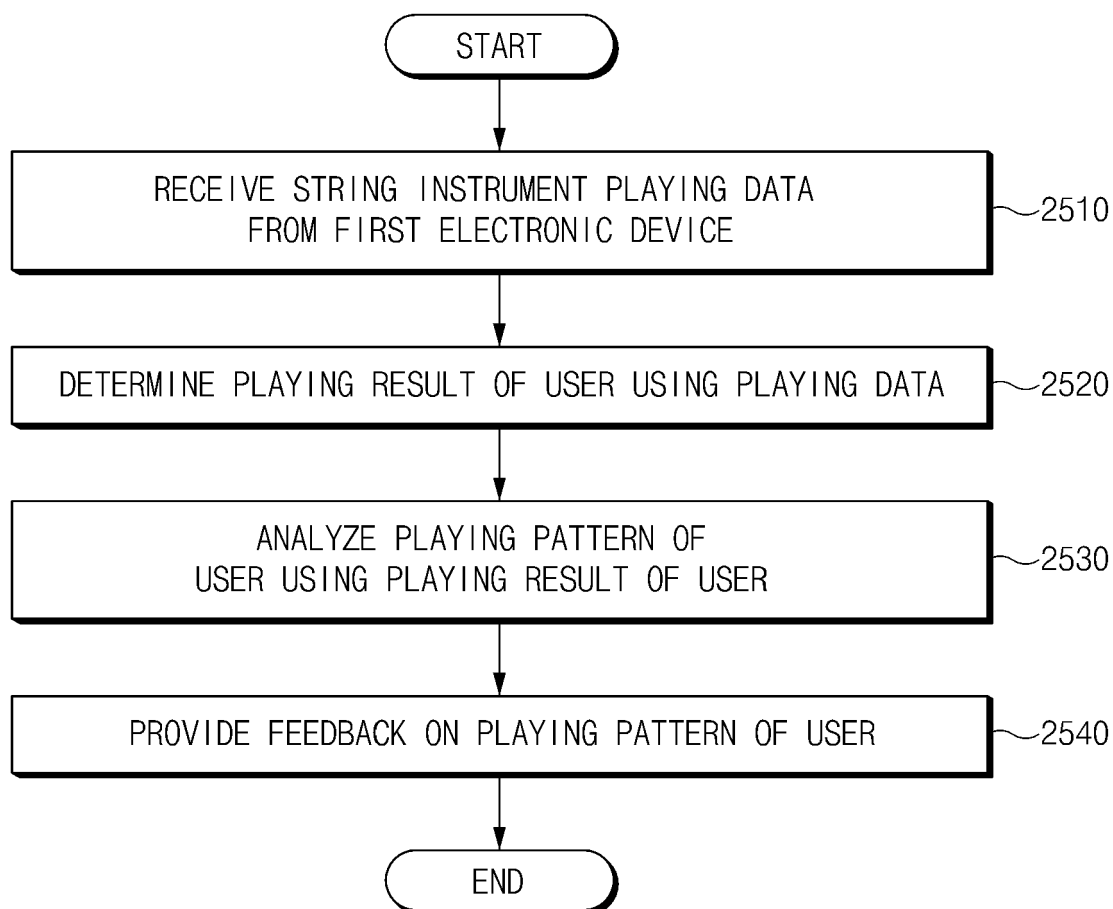 START
RECEIVE STRING INSTRUMENT PLAYING DATA
FROM FIRST ELECTRONIC DEVICE
2510
DETERMINE PLAYING RESULT OF USER USING PLAYING DATA
2520
ANALYZE PLAYING PATTERN OF
USER USING PLAYING RESULT OF USER
2530
PROVIDE FEEDBACK ON PLAYING PATTERN OF USER
2540
END